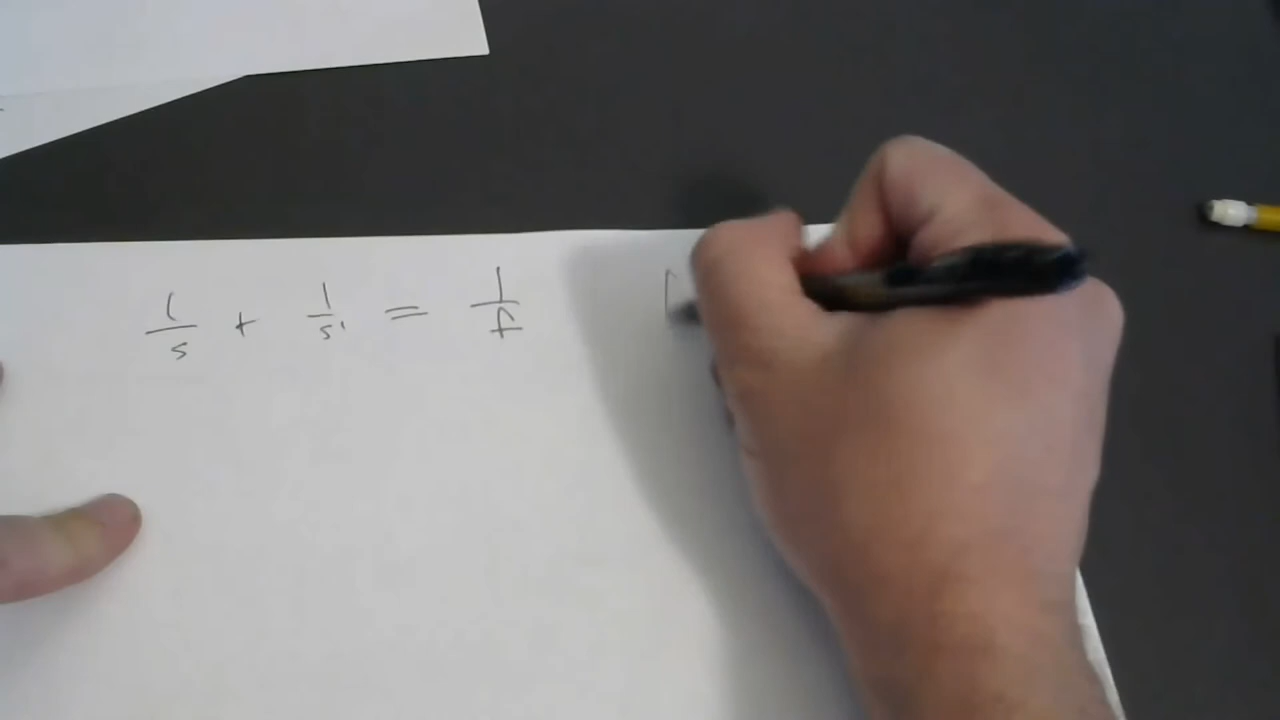 1/s + 1/s' = 1/f